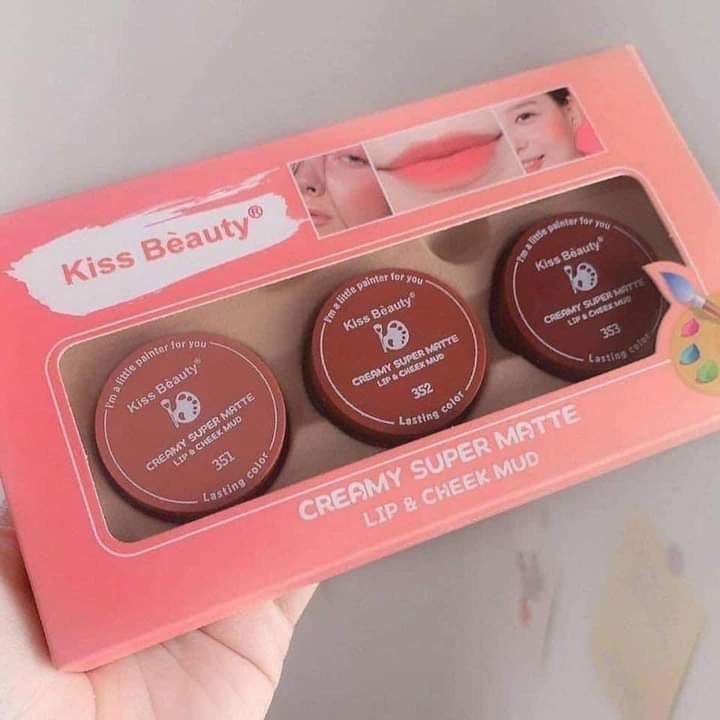 Kiss Bèauty®
I'm a little painter for you
Kiss Bèauty®
CREAMY SUPER MATTE
LIP & CHEEK MUD
351
Lasting color
I'm a little painter for you
Kiss Bèauty®
CREAMY SUPER MATTE
LIP & CHEEK MUD
352
Lasting color
I'm a little painter for you
Kiss Bèauty®
CREAMY SUPER MATTE
LIP & CHEEK MUD
353
Lasting color
CREAMY SUPER MATTE
LIP & CHEEK MUD